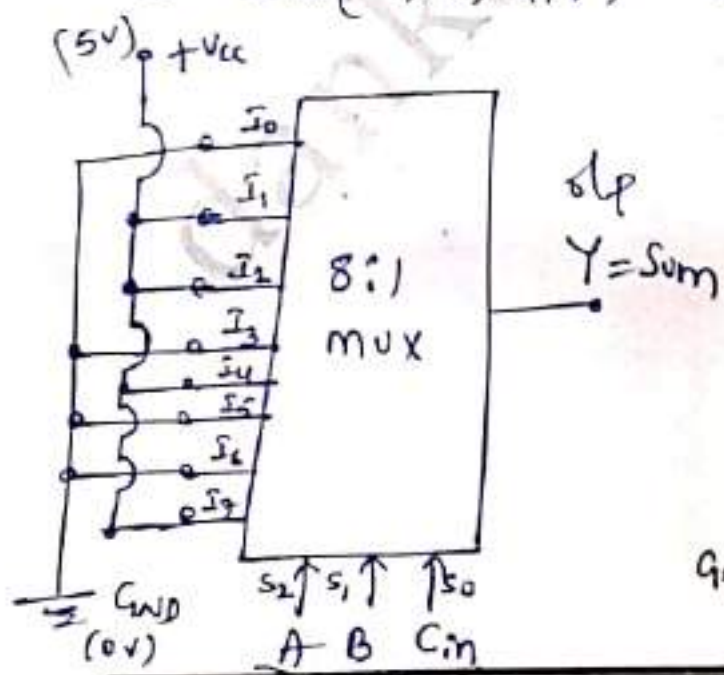 (5V) +Vcc
I0
I1
I2
I3
I4
I5
I6
I7
8:1
mux
o/p
Y=Sum
S2 S1 S0
A B Cin
GND
(0V)